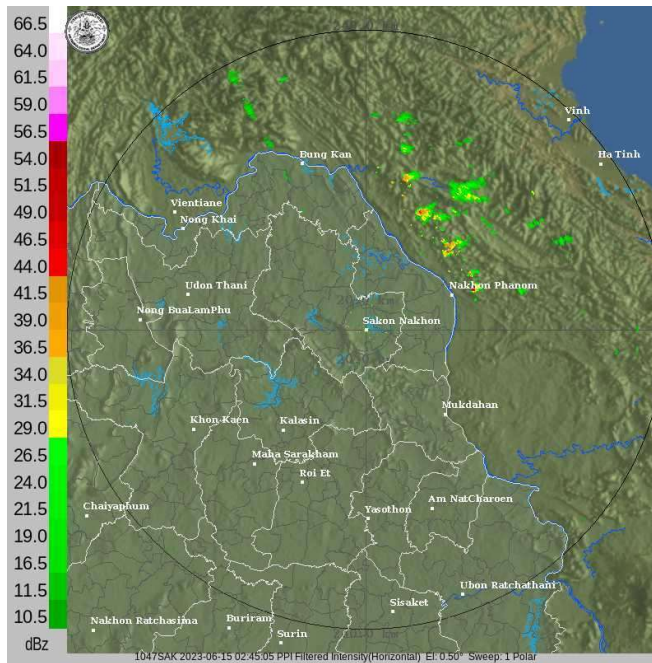 66.5
64.0
61.5
59.0
56.5
54.0
51.5
49.0
46.5
44.0
41.5
39.0
36.5
34.0
31.5
29.0
26.5
24.0
21.5
19.0
16.5
14.0
11.5
10.5
dBz
Vinh
Ha Tinh
Bung Kan
Vientiane
Nong Khai
Udon Thani
Nakhon Phanom
Nong BuaLamPhu
Sakon Nakhon
Mukdahan
Khon Kaen
Kalasin
Maha Sarakham
Roi Et
Am NatCharoen
Chaiyaphum
Yasothon
Ubon Ratchathani
Sisaket
Buriram
Nakhon Ratchasima
Surin
1047SAK 2023-06-15 02:45:05 PPI Filtered Intensity(Horizontal) El: 0.50° Sweep: 1 Polar